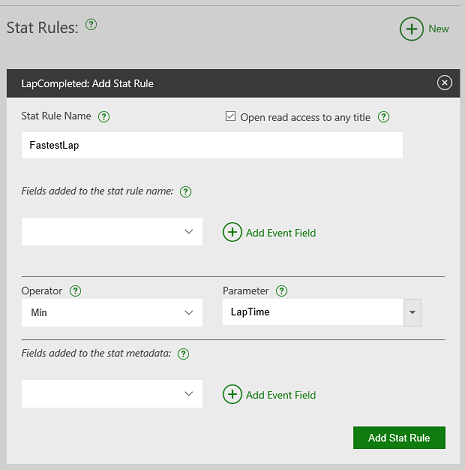 Stat Rules: ?
New
LapCompleted: Add Stat Rule
Stat Rule Name ? Open read access to any title ?
FastestLap
Fields added to the stat rule name: ?
Add Event Field
Operator ? Parameter ?
Min LapTime
Fields added to the stat metadata: ?
Add Event Field
Add Stat Rule